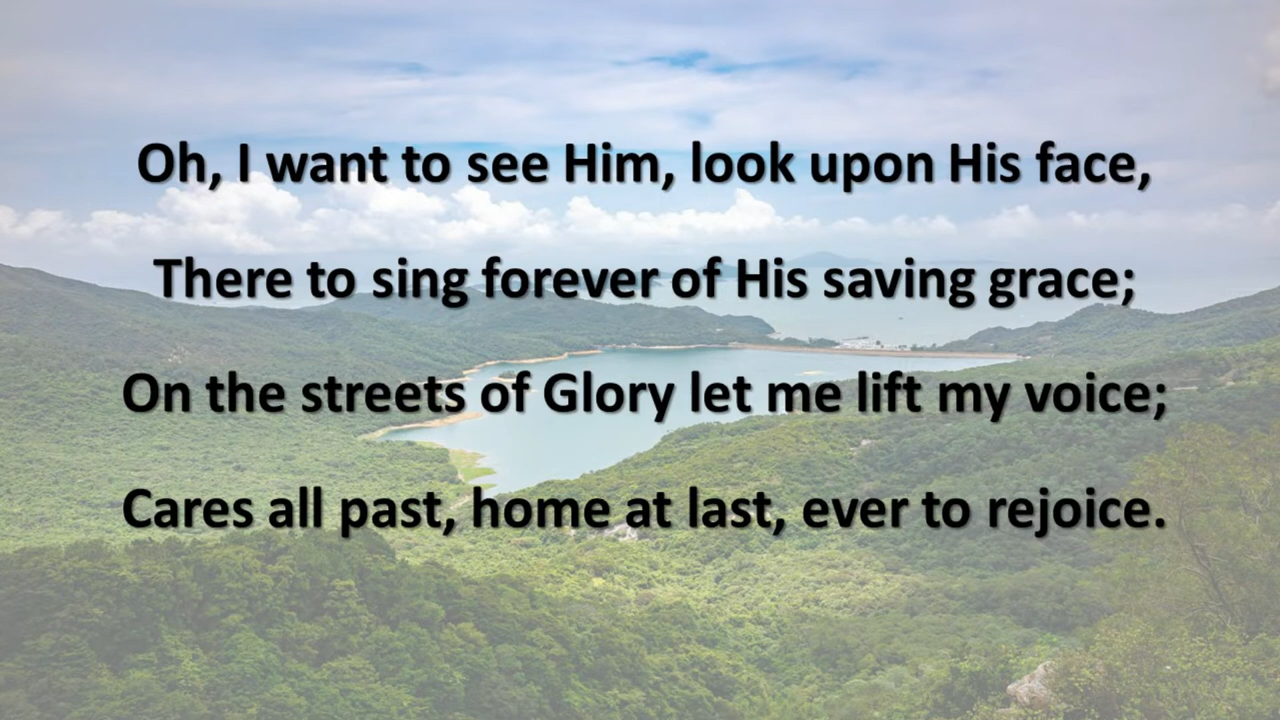 Oh, I want to see Him, look upon His face,
There to sing forever of His saving grace;
On the streets of Glory let me lift my voice;
Cares all past, home at last, ever to rejoice.